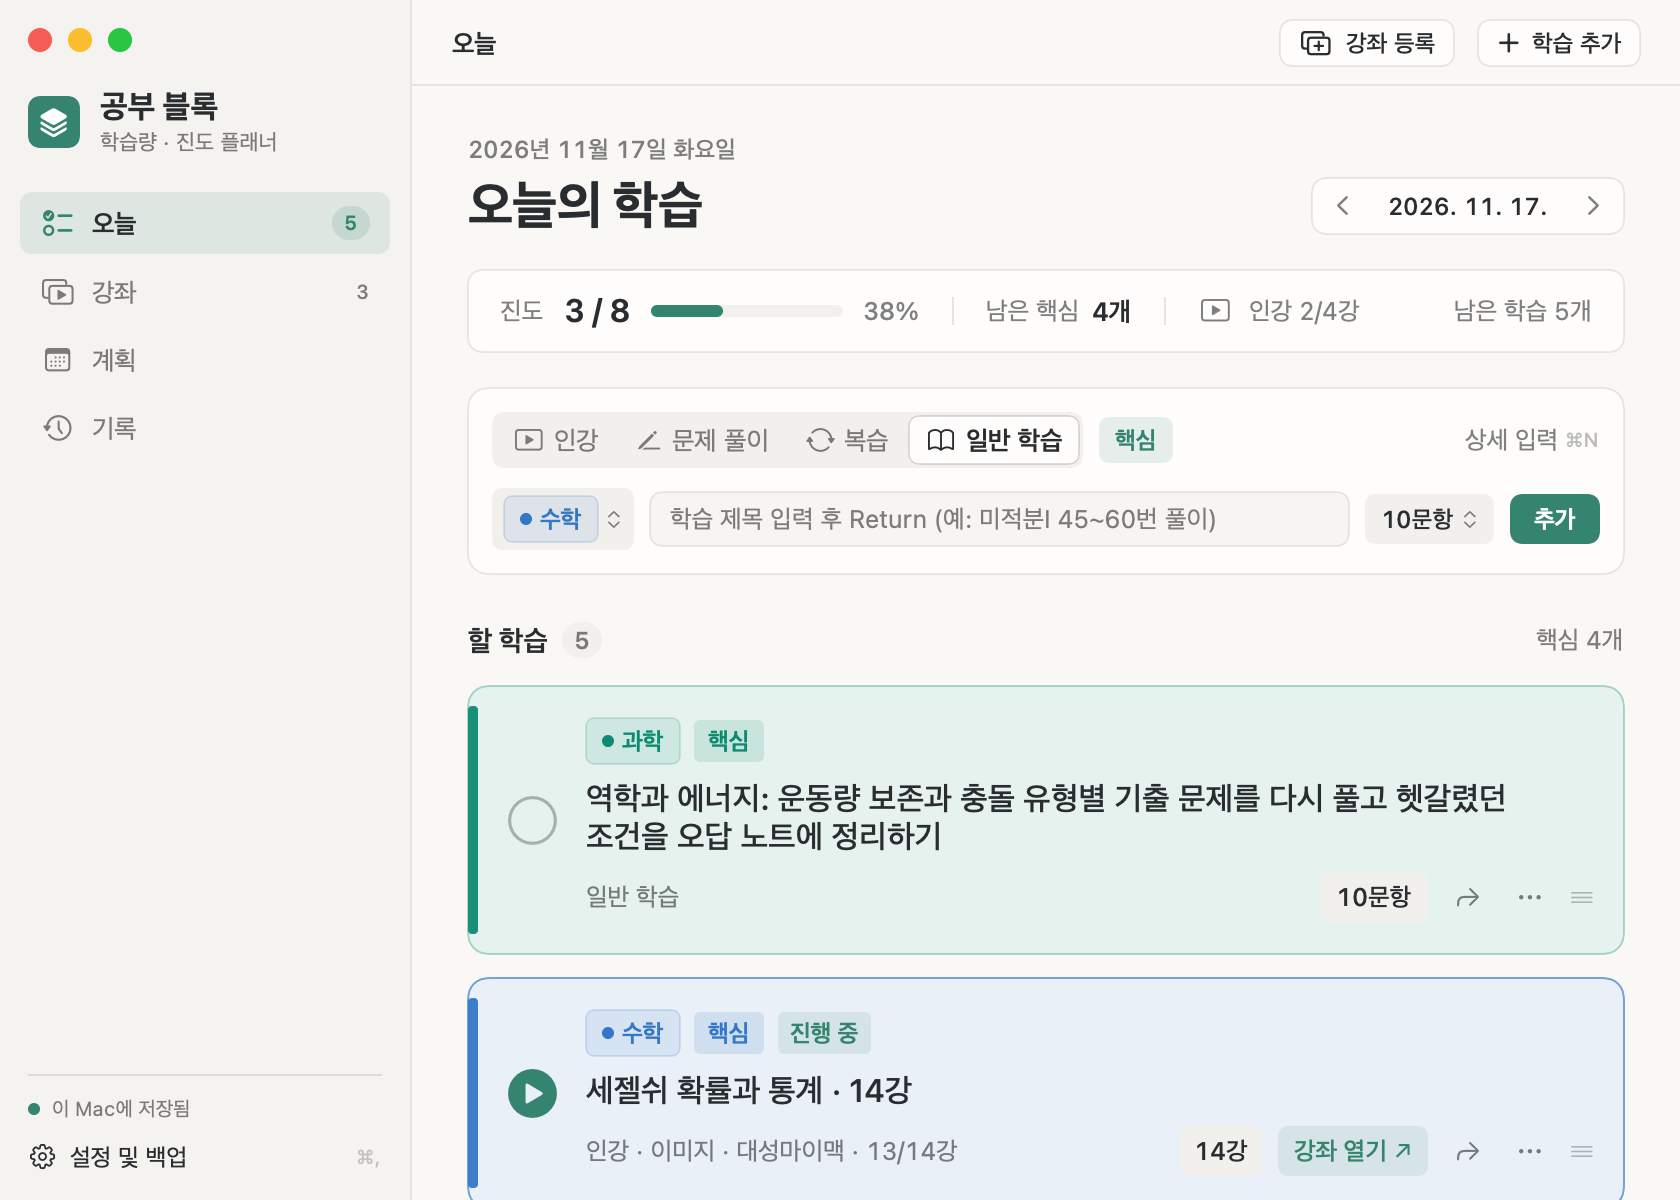 공부 블록
학습량 · 진도 플래너
오늘 5
강좌 3
계획
기록
이 Mac에 저장됨
설정 및 백업 ⌘,
오늘
강좌 등록
+ 학습 추가
2026년 11월 17일 화요일
오늘의 학습
2026. 11. 17.
진도 3 / 8 38% 남은 핵심 4개 인강 2/4강 남은 학습 5개
인강 문제 풀이 복습 일반 학습 핵심 상세 입력 ⌘N
수학 학습 제목 입력 후 Return (예: 미적분I 45~60번 풀이) 10문항 추가
할 학습 5 핵심 4개
과학 핵심
역학과 에너지: 운동량 보존과 충돌 유형별 기출 문제를 다시 풀고 헷갈렸던
조건을 오답 노트에 정리하기
일반 학습 10문항
수학 핵심 진행 중
세젤쉬 확률과 통계 · 14강
인강 · 이미지 · 대성마이맥 · 13/14강 14강 강좌 열기 ↗